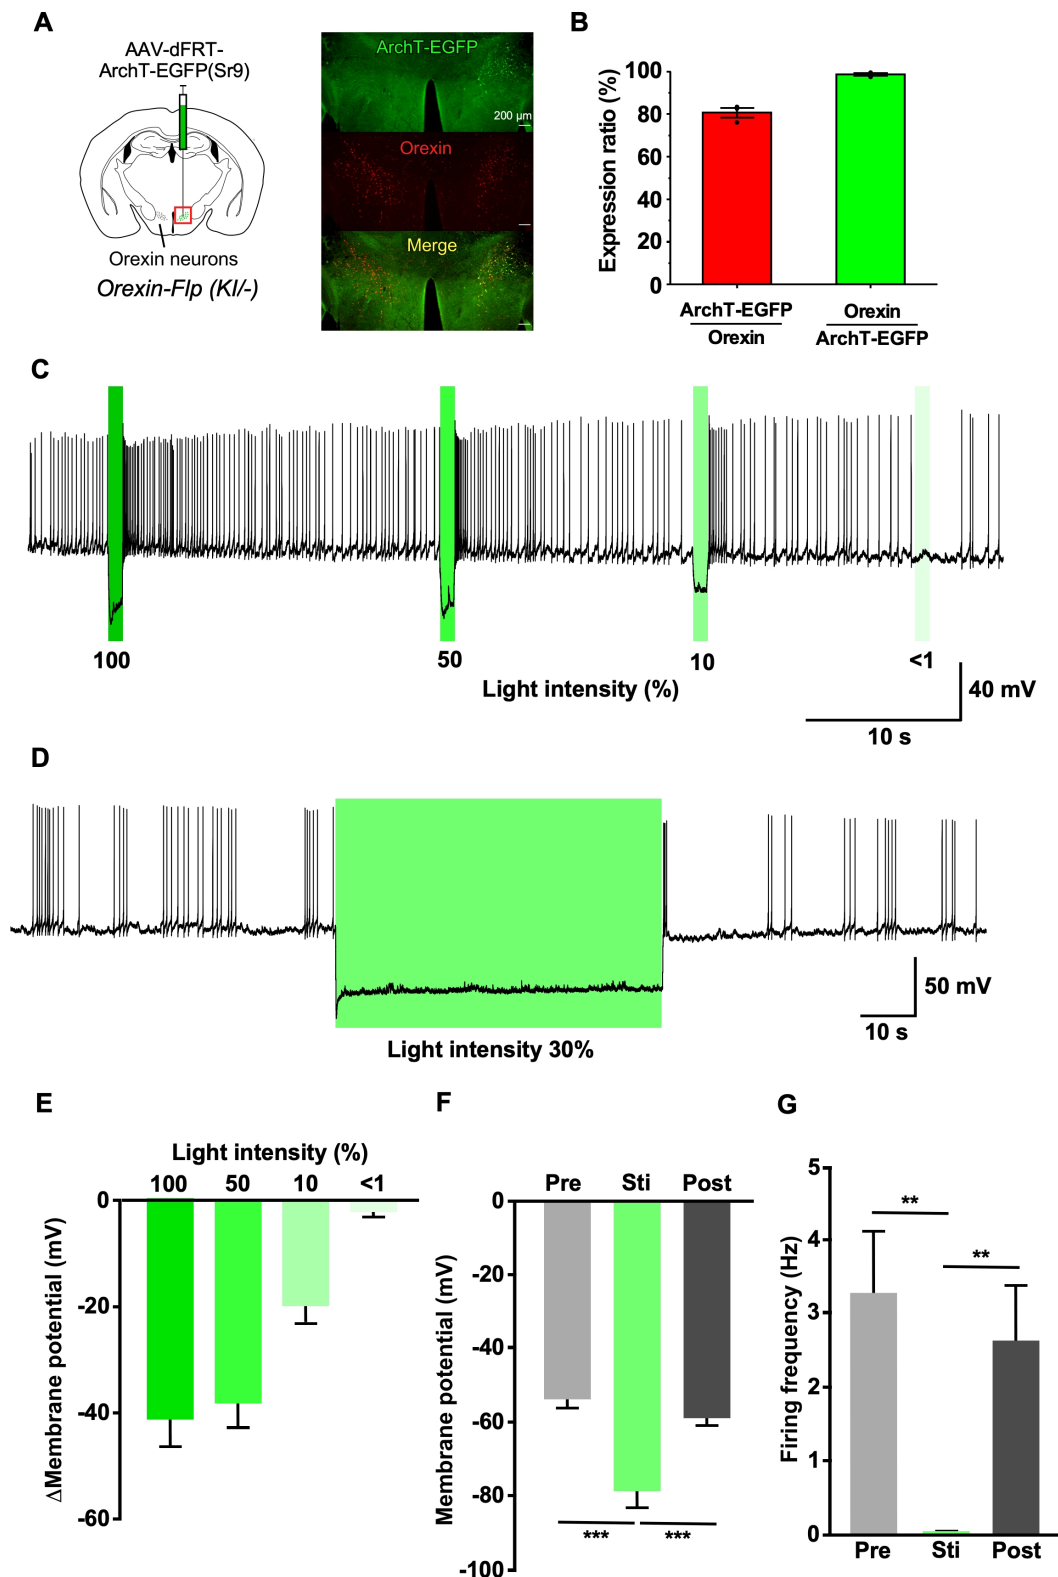 A
AAV-dFRT-
ArchT-EGFP(Sr9)
Orexin neurons
Orexin-Flp (KI/-)
ArchT-EGFP
200 µm
Orexin
Merge
B
Expression ratio (%)
100
80
60
40
20
0
ArchT-EGFP
Orexin
Orexin
ArchT-EGFP
C
100
50
10
<1
Light intensity (%)
40 mV
10 s
D
50 mV
10 s
Light intensity 30%
E
Light intensity (%)
100
50
10
<1
ΔMembrane potential (mV)
0
-20
-40
-60
F
Pre
Sti
Post
Membrane potential (mV)
0
-20
-40
-60
-80
-100
***
***
G
Firing frequency (Hz)
5
4
3
2
1
0
**
**
Pre
Sti
Post